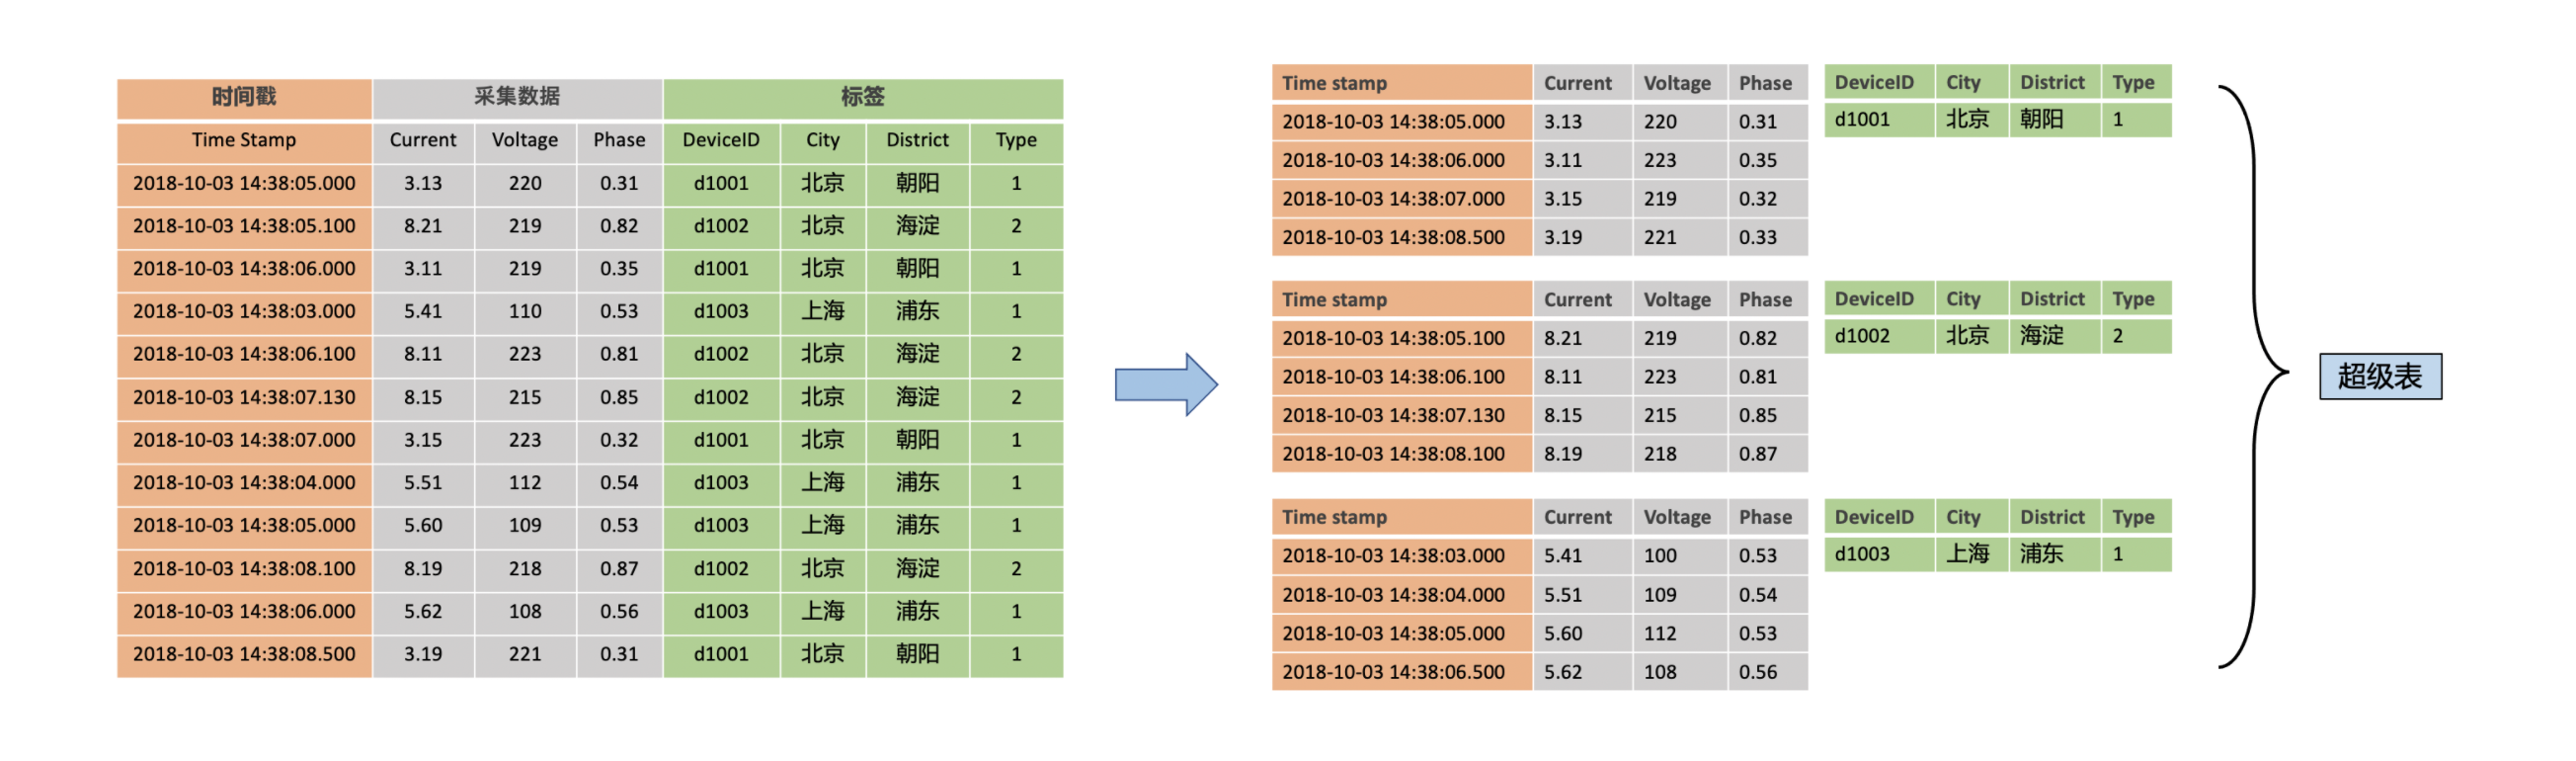 时间戳 采集数据 标签
Time Stamp Current Voltage Phase DeviceID City District Type
2018-10-03 14:38:05.000 3.13 220 0.31 d1001 北京 朝阳 1
2018-10-03 14:38:05.100 8.21 219 0.82 d1002 北京 海淀 2
2018-10-03 14:38:06.000 3.11 219 0.35 d1001 北京 朝阳 1
2018-10-03 14:38:03.000 5.41 110 0.53 d1003 上海 浦东 1
2018-10-03 14:38:06.100 8.11 223 0.81 d1002 北京 海淀 2
2018-10-03 14:38:07.130 8.15 215 0.85 d1002 北京 海淀 2
2018-10-03 14:38:07.000 3.15 223 0.32 d1001 北京 朝阳 1
2018-10-03 14:38:04.000 5.51 112 0.54 d1003 上海 浦东 1
2018-10-03 14:38:05.000 5.60 109 0.53 d1003 上海 浦东 1
2018-10-03 14:38:08.100 8.19 218 0.87 d1002 北京 海淀 2
2018-10-03 14:38:06.000 5.62 108 0.56 d1003 上海 浦东 1
2018-10-03 14:38:08.500 3.19 221 0.31 d1001 北京 朝阳 1
Time stamp Current Voltage Phase DeviceID City District Type
2018-10-03 14:38:05.000 3.13 220 0.31 d1001 北京 朝阳 1
2018-10-03 14:38:06.000 3.11 223 0.35
2018-10-03 14:38:07.000 3.15 219 0.32
2018-10-03 14:38:08.500 3.19 221 0.33
Time stamp Current Voltage Phase DeviceID City District Type
2018-10-03 14:38:05.100 8.21 219 0.82 d1002 北京 海淀 2
2018-10-03 14:38:06.100 8.11 223 0.81
2018-10-03 14:38:07.130 8.15 215 0.85
2018-10-03 14:38:08.100 8.19 218 0.87
Time stamp Current Voltage Phase DeviceID City District Type
2018-10-03 14:38:03.000 5.41 100 0.53 d1003 上海 浦东 1
2018-10-03 14:38:04.000 5.51 109 0.54
2018-10-03 14:38:05.000 5.60 112 0.53
2018-10-03 14:38:06.500 5.62 108 0.56
超级表